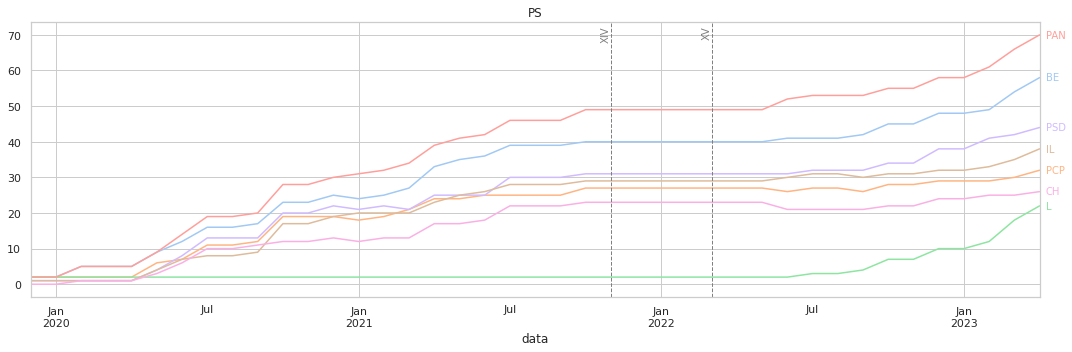 PS
70
60
50
40
30
20
10
0
XIV
XV
PAN
BE
PSD
IL
PCP
CH
L
Jan
2020
Jul
Jan
2021
Jul
Jan
2022
Jul
Jan
2023
data